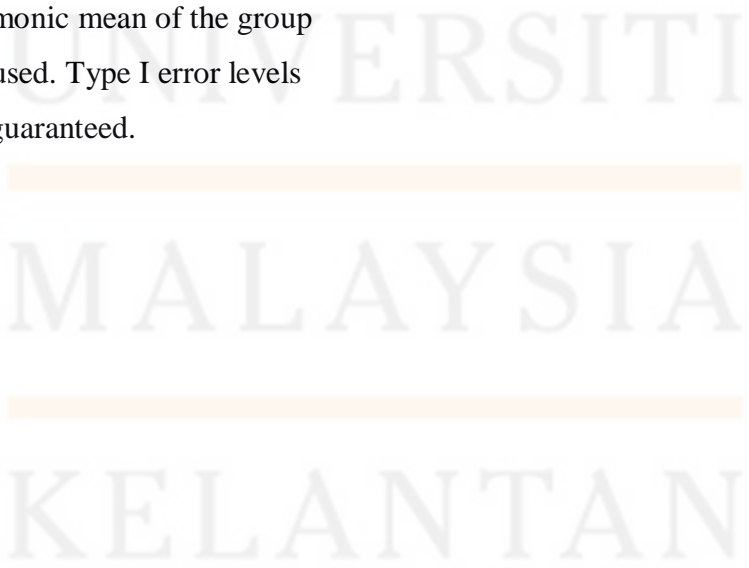 monic mean of the group
used. Type I error levels
guaranteed.
UNIVERSITI
MALAYSIA
KELANTAN